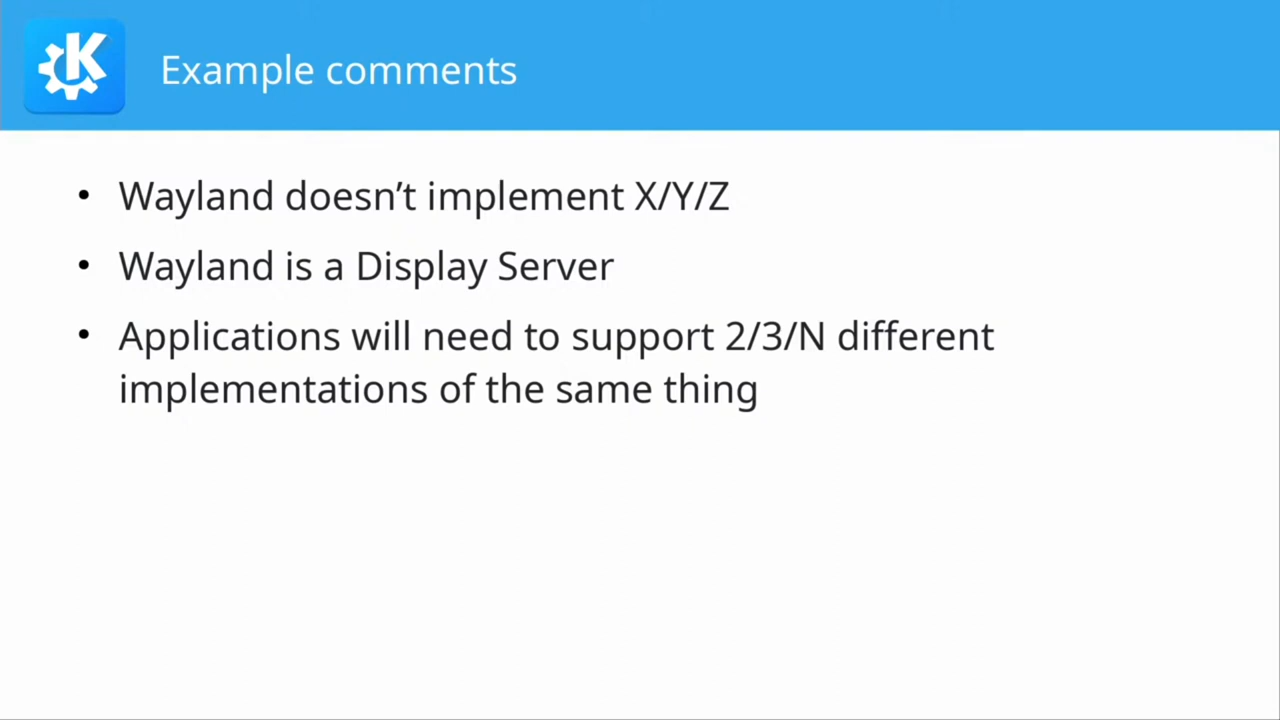 Example comments
• Wayland doesn’t implement X/Y/Z
• Wayland is a Display Server
• Applications will need to support 2/3/N different
implementations of the same thing